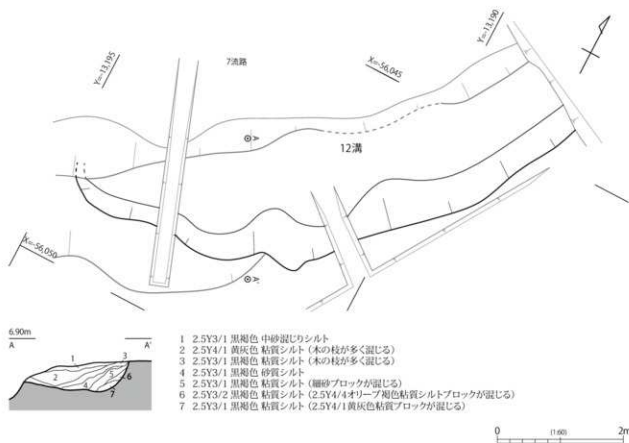 Y=-13,195
7流路
X=-56,045
Y=-13,190
A'
12溝
X=-56,050
A
6.90m
A A'
1
3
2
5
6
4
7
1 2.5Y3/1 黒褐色 中砂混じりシルト
2 2.5Y4/1 黄灰色 粘質シルト (木の枝が多く混じる)
3 2.5Y3/1 黒褐色 粘質シルト (木の枝が多く混じる)
4 2.5Y3/1 黒褐色 砂質シルト
5 2.5Y3/1 黒褐色 粘質シルト (細砂ブロックが混じる)
6 2.5Y3/2 黒褐色 粘質シルト (2.5Y4/4オリーブ褐色粘質シルトブロックが混じる)
7 2.5Y3/1 黒褐色 粘質シルト (2.5Y4/1黄灰色粘質ブロックが混じる)
0 (1:60) 2m